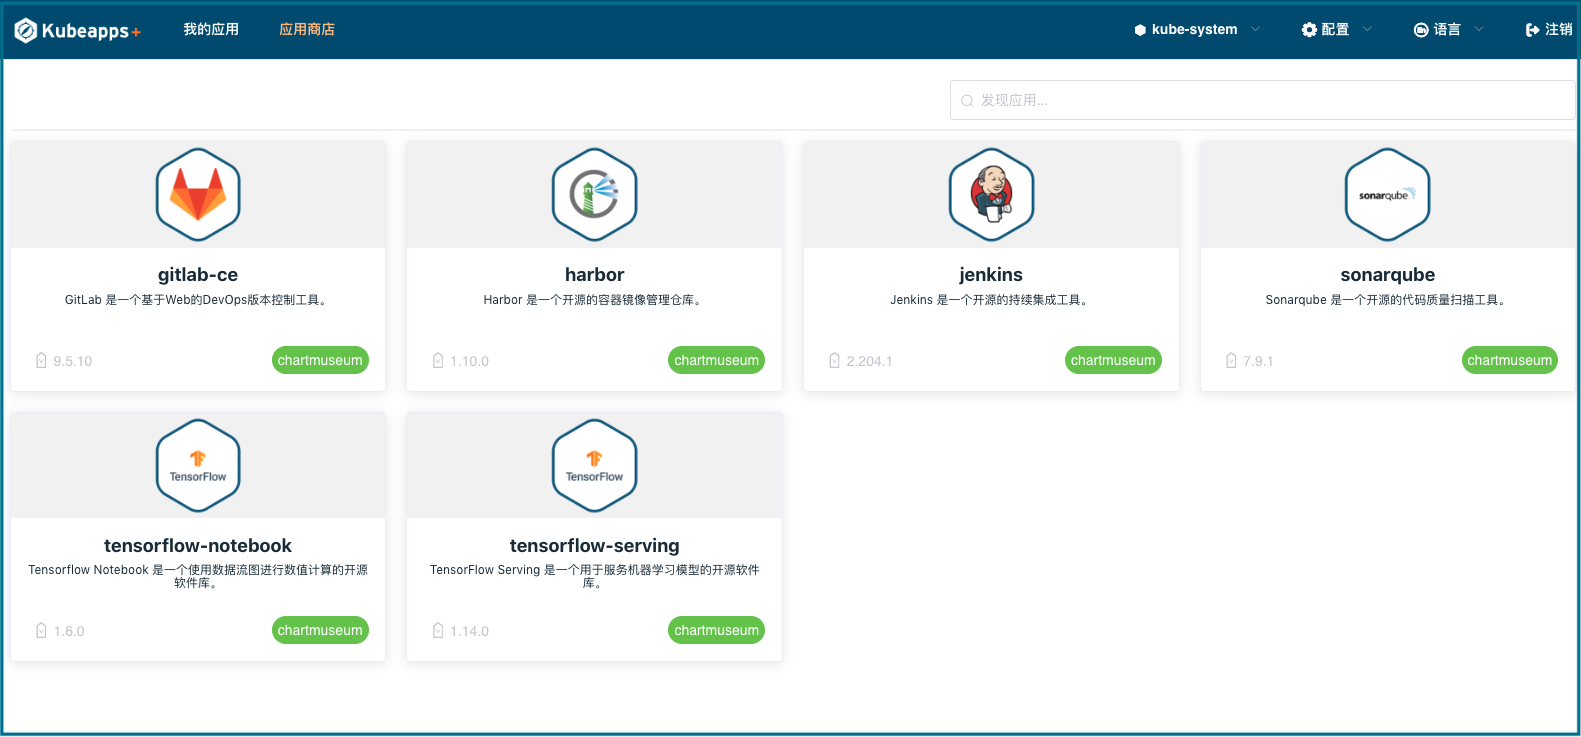 Kubeapps+ 我的应用 应用商店 kube-system 配置 语言 注销
发现应用...
sonarqube
gitlab-ce harbor jenkins sonarqube
GitLab 是一个基于Web的DevOps版本控制工具。 Harbor 是一个开源的容器镜像管理仓库。 Jenkins 是一个开源的持续集成工具。 Sonarqube 是一个开源的代码质量扫描工具。
9.5.10 chartmuseum 1.10.0 chartmuseum 2.204.1 chartmuseum 7.9.1 chartmuseum
TensorFlow TensorFlow
tensorflow-notebook tensorflow-serving
Tensorflow Notebook 是一个使用数据流图进行数值计算的开源 TensorFlow Serving 是一个用于服务机器学习模型的开源软件
软件库。 库。
1.6.0 chartmuseum 1.14.0 chartmuseum